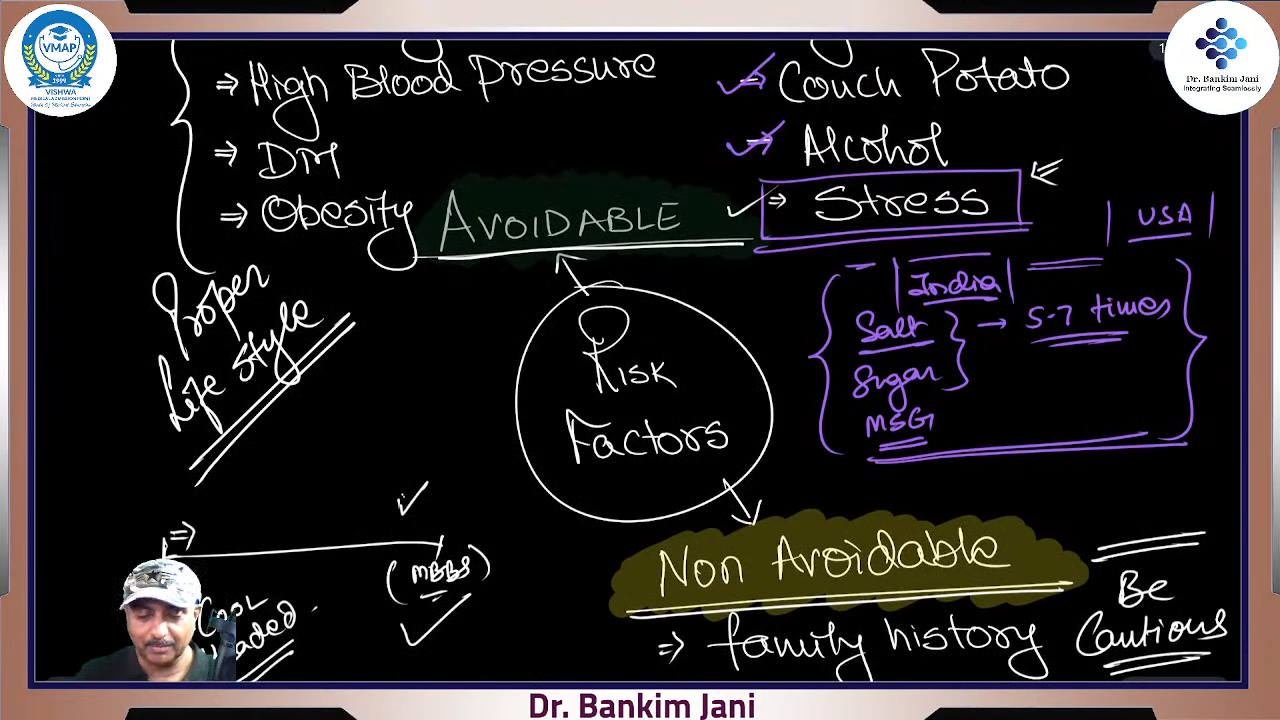 VMAP
VISHWA
Dr. Bankim Jani
Integrating Seamlessly
⇒ High Blood Pressure
⇒ DM
⇒ Obesity
AVOIDABLE
⇒ Couch Potato
⇒ Alcohol
⇒ Stress
Proper
Life Style
| USA |
| India |
Salt
Sugar
MSG
→ 5-7 times
Risk
Factors
⇒
(MBBS)
Cool
Non Avoidable
⇒ family history
Be
Cautious
Dr. Bankim Jani